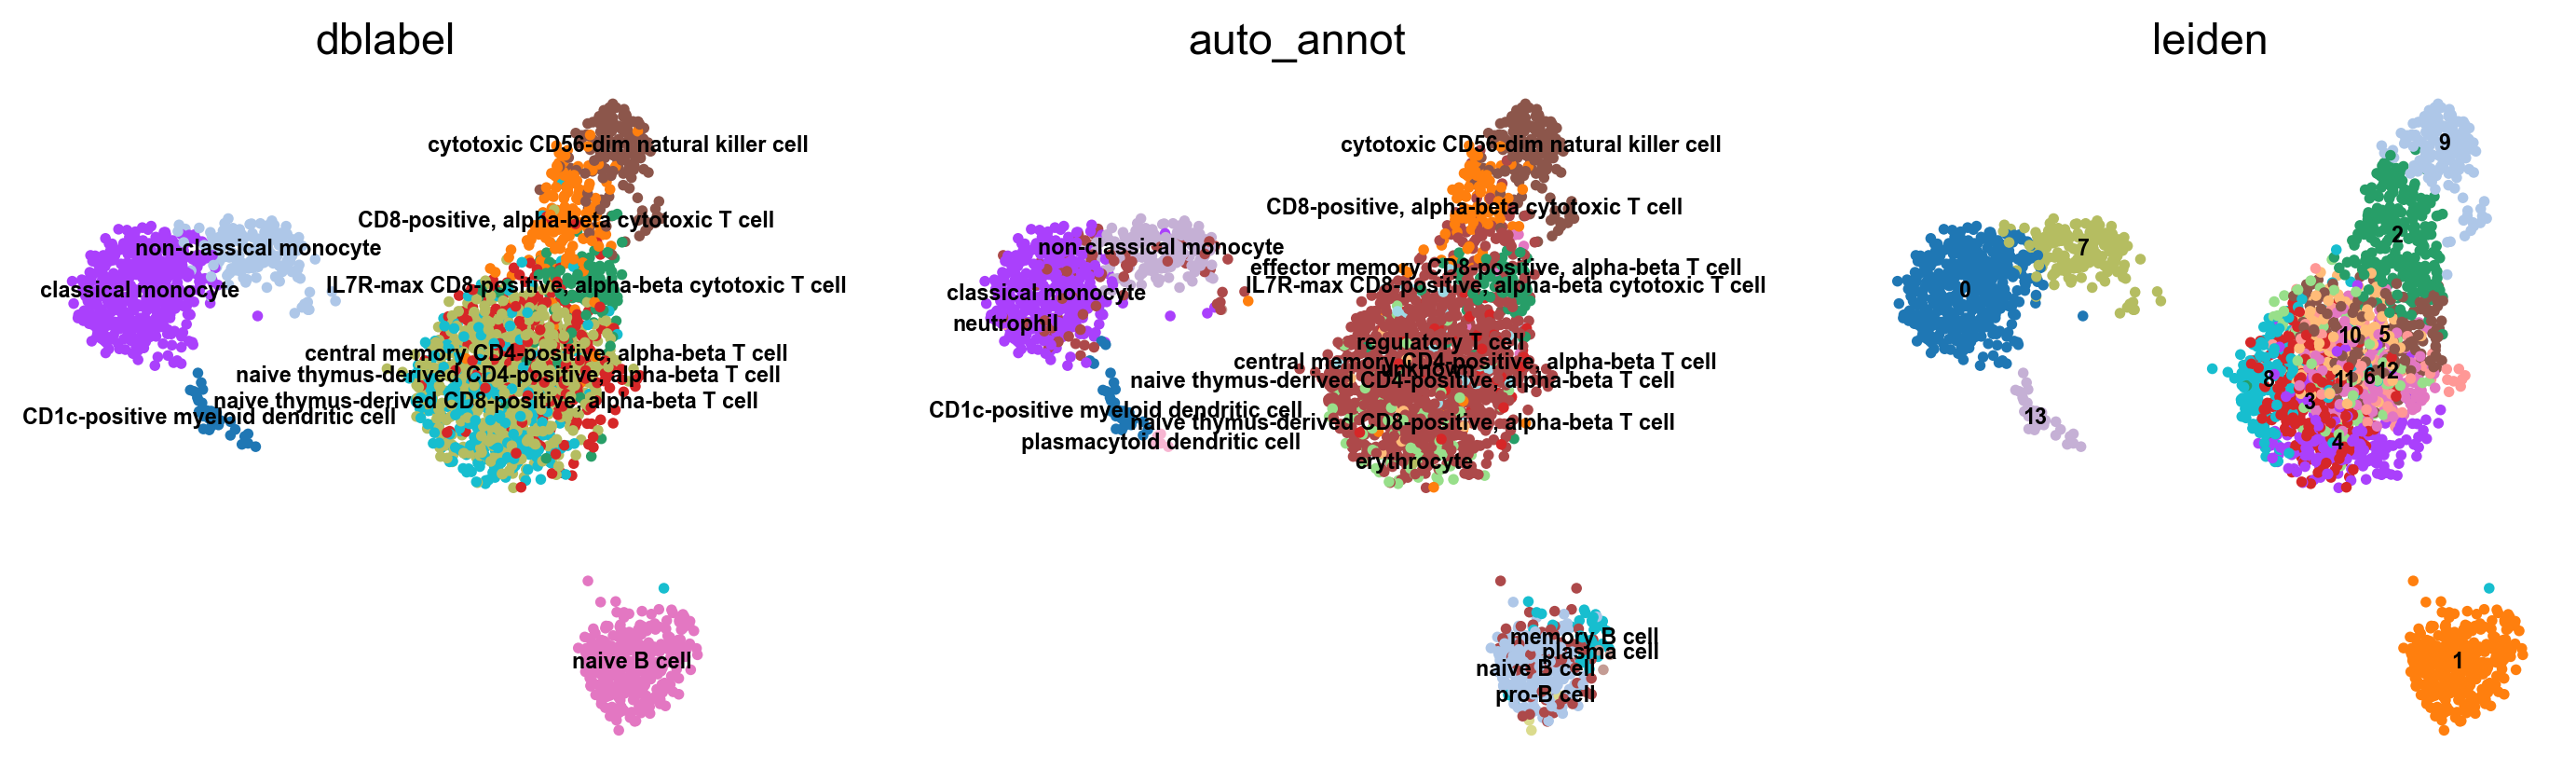 dblabel
cytotoxic CD56-dim natural killer cell
CD8-positive, alpha-beta cytotoxic T cell
non-classical monocyte
IL7R-max CD8-positive, alpha-beta cytotoxic T cell
classical monocyte
central memory CD4-positive, alpha-beta T cell
naive thymus-derived CD4-positive, alpha-beta T cell
naive thymus-derived CD8-positive, alpha-beta T cell
CD1c-positive myeloid dendritic cell
naive B cell
auto_annot
cytotoxic CD56-dim natural killer cell
CD8-positive, alpha-beta cytotoxic T cell
non-classical monocyte
effector memory CD8-positive, alpha-beta T cell
IL7R-max CD8-positive, alpha-beta cytotoxic T cell
classical monocyte
neutrophil
regulatory T cell
central memory CD4-positive, alpha-beta T cell
unknown
naive thymus-derived CD4-positive, alpha-beta T cell
CD1c-positive myeloid dendritic cell
naive thymus-derived CD8-positive, alpha-beta T cell
plasmacytoid dendritic cell
erythrocyte
memory B cell
plasma cell
naive B cell
pro-B cell
leiden
9
2
7
0
10
5
12
6
11
8
3
13
4
1